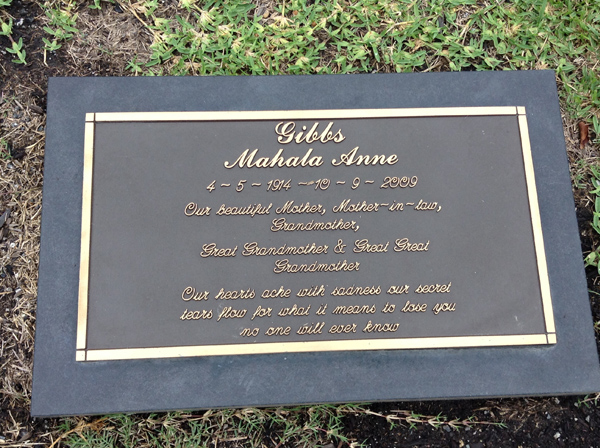 Gibbs
Mahala Anne
4 ~ 5 ~ 1914 ~ 10 ~ 9 ~ 2009
Our beautiful Mother, Mother~in~law,
Grandmother,
Great Grandmother & Great Great
Grandmother
Our hearts ache with sadness our secret
tears flow for what it means to lose you
no one will ever know